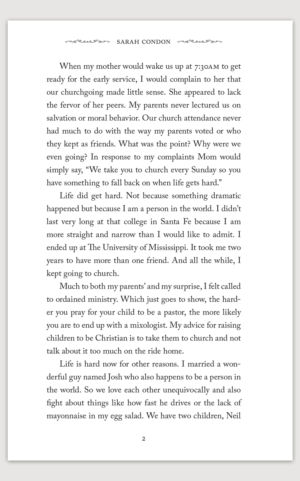 SARAH CONDON
When my mother would wake us up at 7:30AM to get
ready for the early service, I would complain to her that
our churchgoing made little sense. She appeared to lack
the fervor of her peers. My parents never lectured us on
salvation or moral behavior. Our church attendance never
had much to do with the way my parents voted or who
they kept as friends. What was the point? Why were we
even going? In response to my complaints Mom would
simply say, “We take you to church every Sunday so you
have something to fall back on when life gets hard.”
Life did get hard. Not because something dramatic
happened but because I am a person in the world. I didn’t
last very long at that college in Santa Fe because I am
more straight and narrow than I would like to admit. I
ended up at The University of Mississippi. It took me two
years to have more than one friend. And all the while, I
kept going to church.
Much to both my parents’ and my surprise, I felt called
to ordained ministry. Which just goes to show, the hard-
er you pray for your child to be a pastor, the more likely
you are to end up with a mixologist. My advice for raising
children to be Christian is to take them to church and not
talk about it too much on the ride home.
Life is hard now for other reasons. I married a won-
derful guy named Josh who also happens to be a person in
the world. So we love each other unequivocally and also
fight about things like how fast he drives or the lack of
mayonnaise in my egg salad. We have two children, Neil
2